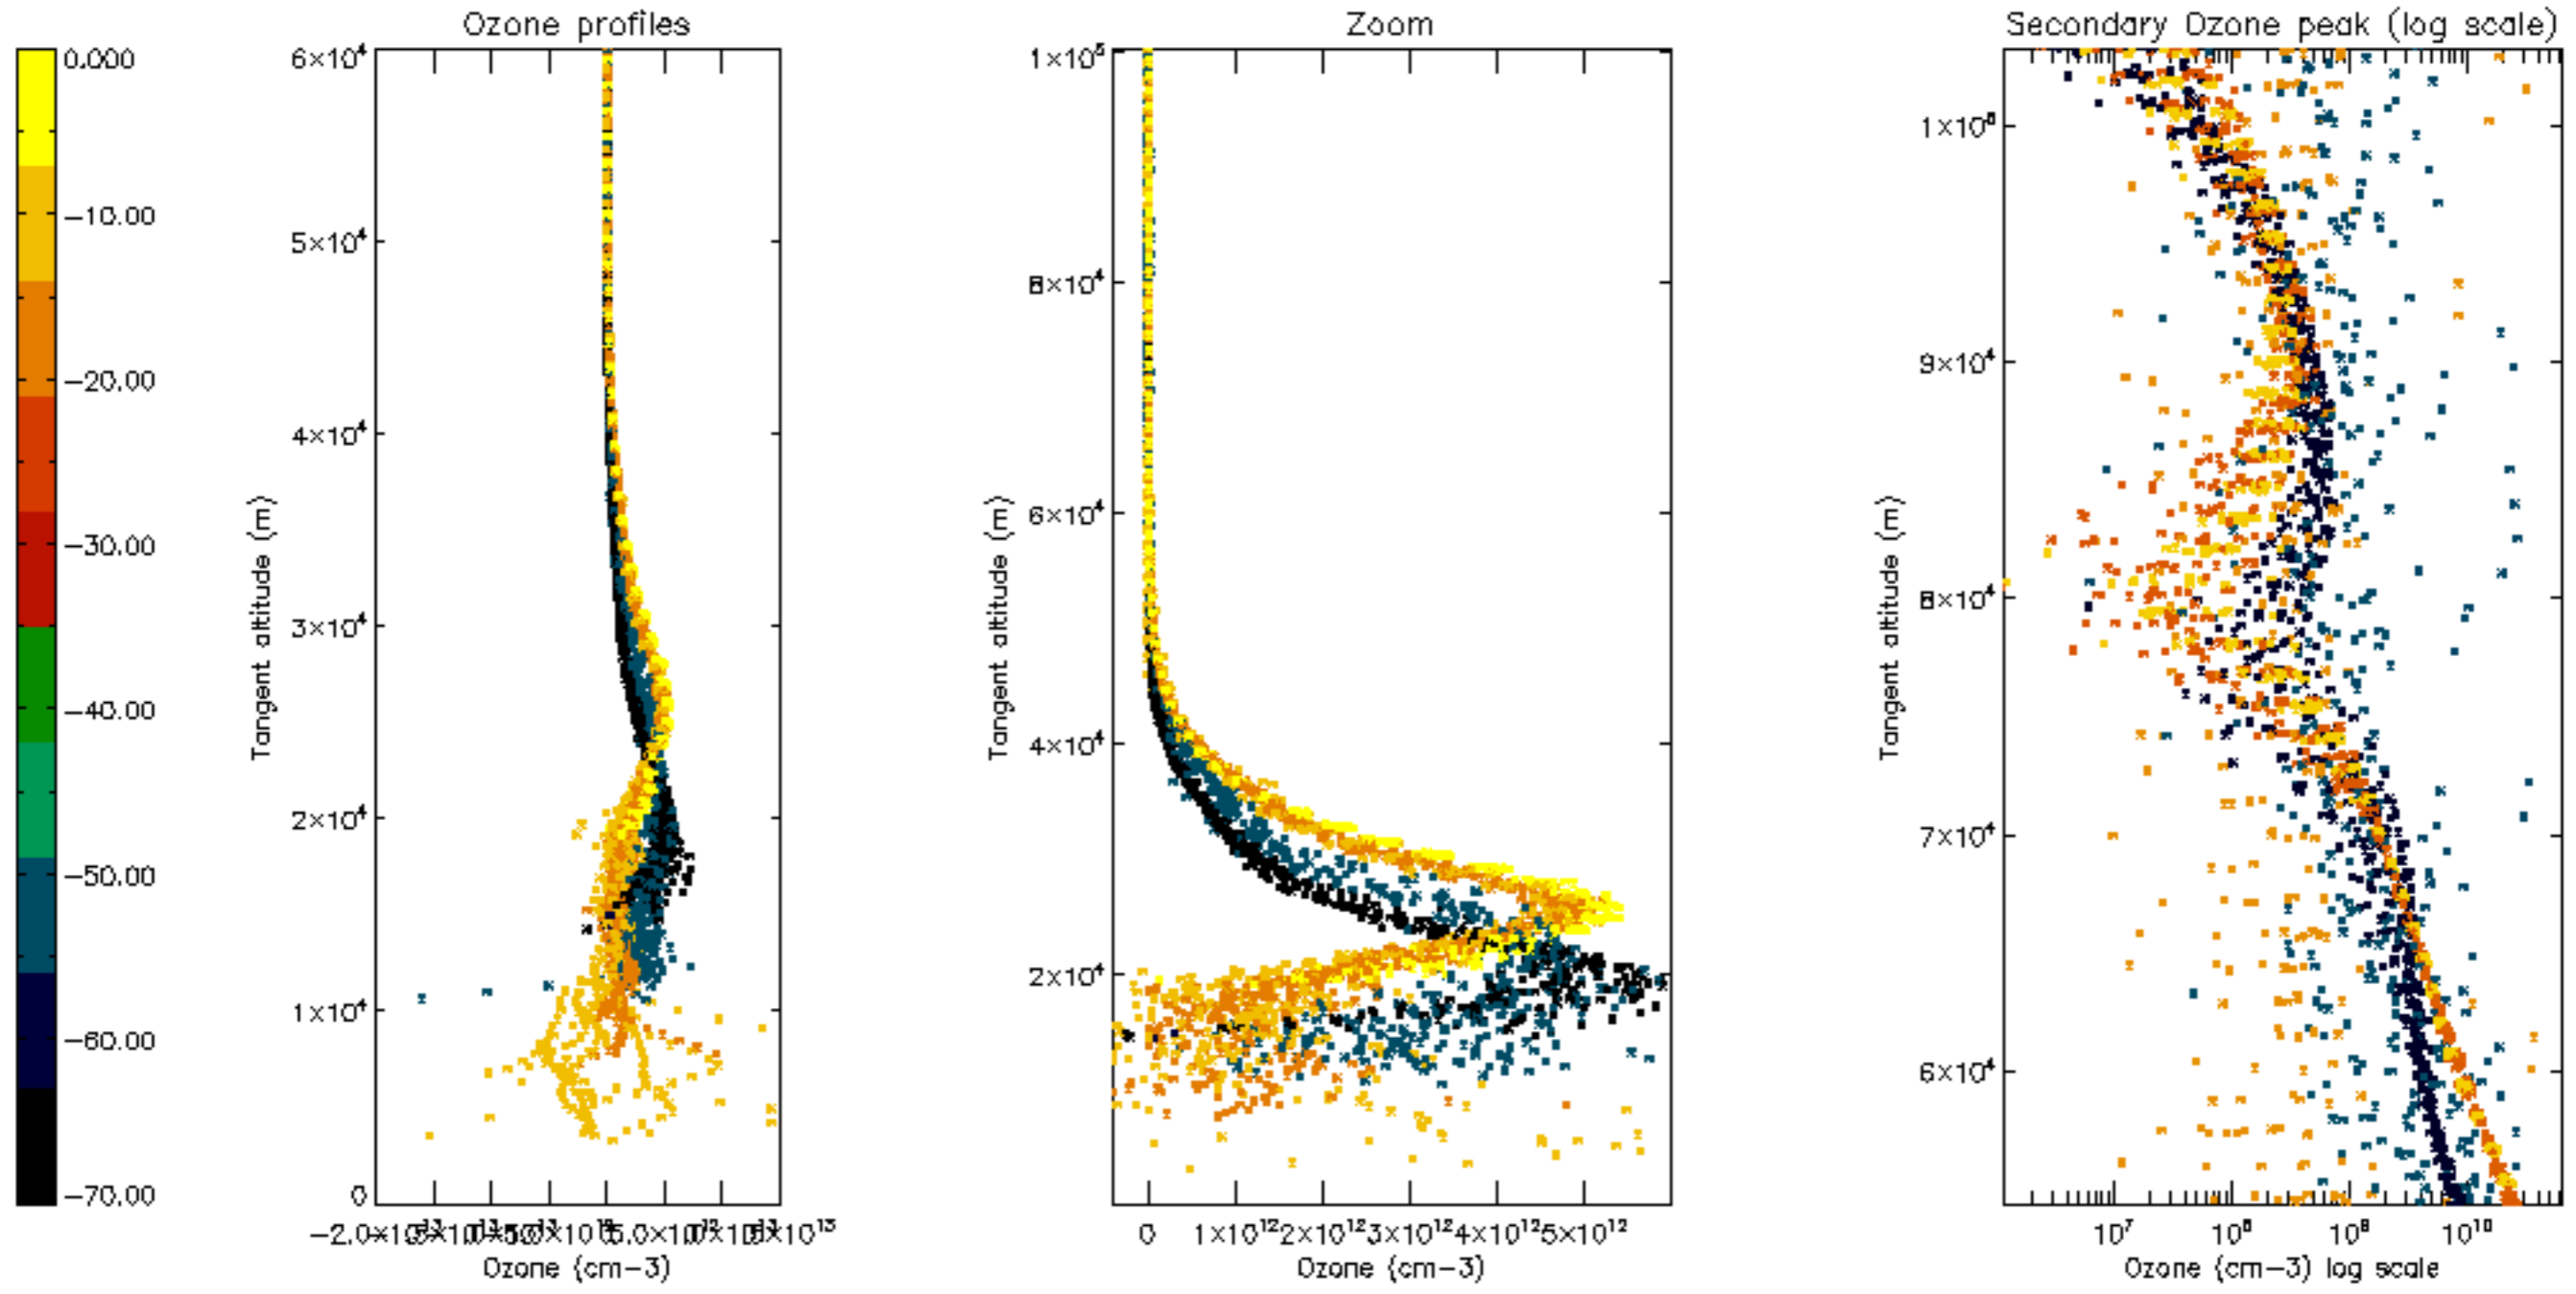 Ozone profiles
Zoom
Secondary Ozone peak (log scale)
0.000
−10.00
−20.00
−30.00
−40.00
−50.00
−60.00
−70.00
6×10⁴
5×10⁴
4×10⁴
3×10⁴
2×10⁴
1×10⁴
0
Tangent altitude (m)
Ozone (cm−3)
1×10⁵
8×10⁴
6×10⁴
4×10⁴
2×10⁴
Tangent altitude (m)
0 1×10¹² 2×10¹² 3×10¹² 4×10¹² 5×10¹²
Ozone (cm−3)
1×10⁵
9×10⁴
8×10⁴
7×10⁴
6×10⁴
Tangent altitude (m)
10⁷ 10⁸ 10⁹ 10¹⁰
Ozone (cm−3) log scale